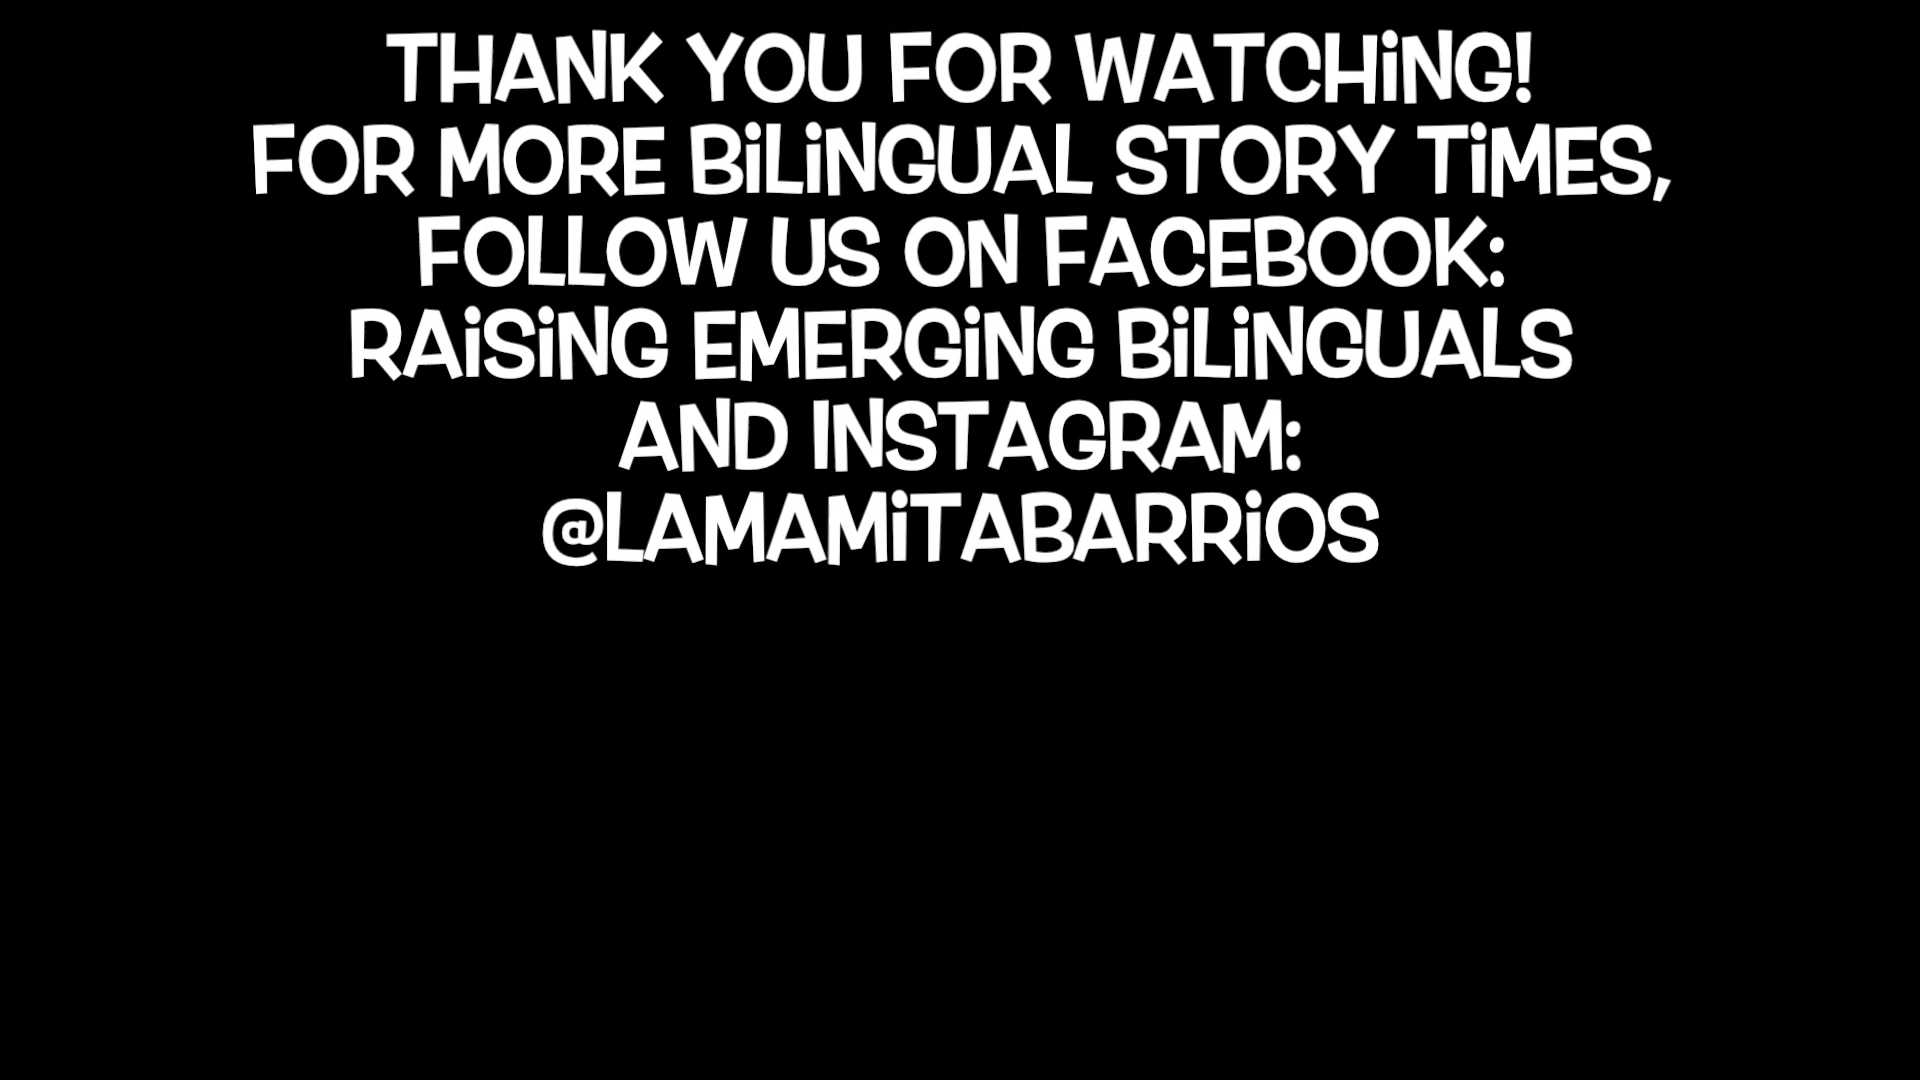 THANK YOU FOR WATCHiNG!
FOR MORE BiLiNGUAL STORY TiMES,
FOLLOW US ON FACEBOOK:
RAiSiNG EMERGiNG BiLiNGUALS
AND INSTAGRAM:
@LAMAMiTABARRiOS